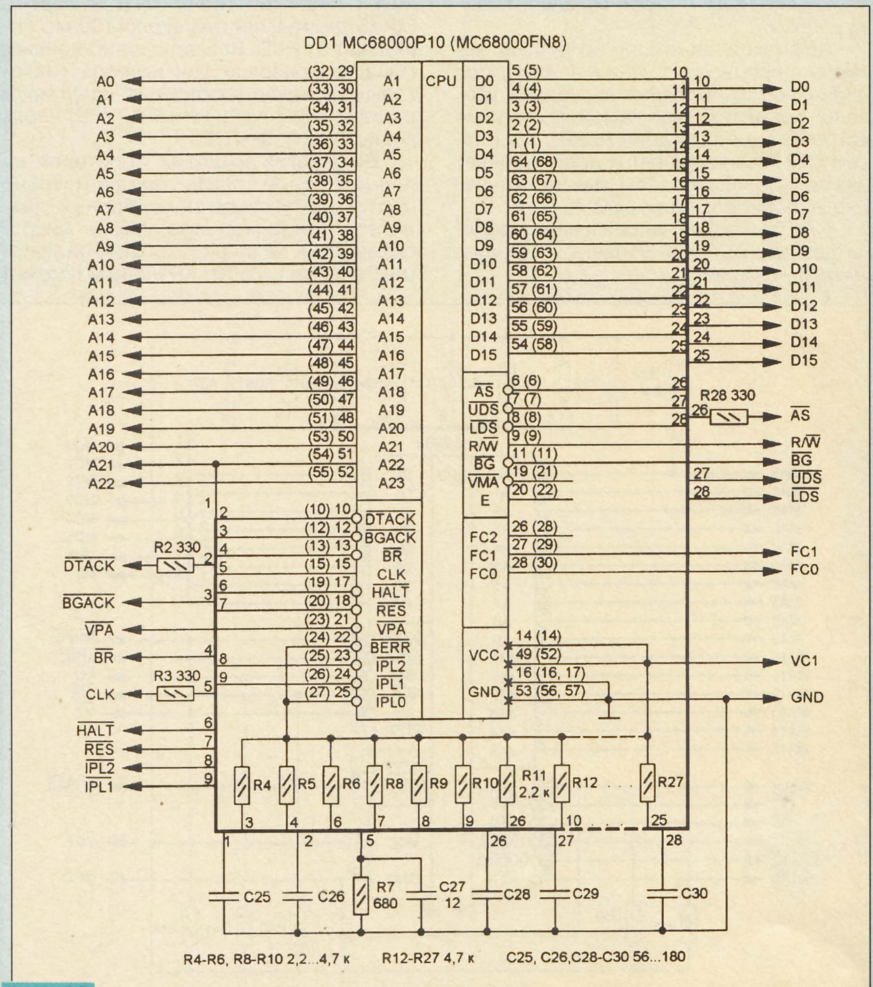 DD1 MC68000P10 (MC68000FN8)
A0 (32) 29 A1 CPU D0 5 (5) 10 10 D0
A1 (33) 30 A2 D1 4 (4) 11 11 D1
A2 (34) 31 A3 D2 3 (3) 12 12 D2
A3 (35) 32 A4 D3 2 (2) 13 13 D3
A4 (36) 33 A5 D4 1 (1) 14 14 D4
A5 (37) 34 A6 D5 64 (68) 15 15 D5
A6 (38) 35 A7 D6 63 (67) 16 16 D6
A7 (39) 36 A8 D7 62 (66) 17 17 D7
A8 (40) 37 A9 D8 61 (65) 18 18 D8
A9 (41) 38 A10 D9 60 (64) 19 19 D9
A10 (42) 39 A11 D10 59 (63) 20 20 D10
A11 (43) 40 A12 D11 58 (62) 21 21 D11
A12 (44) 41 A13 D12 57 (61) 22 22 D12
A13 (45) 42 A14 D13 56 (60) 23 23 D13
A14 (46) 43 A15 D14 55 (59) 24 24 D14
A15 (47) 44 A16 D15 54 (58) 25 25 D15
A16 (48) 45 A17
A17 (49) 46 A18 AS 6 (6) 26 26 R28 330 AS
A18 (50) 47 A19 UDS 7 (7) 27
A19 (51) 48 A20 LDS 8 (8) 28
A20 (53) 50 A21 R/W 9 (9) R/W
A21 (54) 51 A22 BG 11 (11) BG
A22 (55) 52 A23 VMA 19 (21) 27 UDS
E 20 (22) 28 LDS
1
2 (10) 10 DTACK FC2 26 (28)
3 (12) 12 BGACK FC1 27 (29) FC1
4 (13) 13 BR FC0 28 (30) FC0
DTACK R2 330 2
5 (15) 15 CLK
6 (19) 17 HALT
BGACK 3
7 (20) 18 RES
VPA (23) 21 VPA
(24) 22 BERR VCC 14 (14)
BR 4
8 (25) 23 IPL2 49 (52) VC1
9 (26) 24 IPL1 GND 16 (16, 17)
CLK R3 330 5
(27) 25 IPL0 53 (56, 57) GND
HALT 6
RES 7
IPL2 8
IPL1 9
R4 R5 R6 R8 R9 R10 R11 2,2 к R12 R27
3 4 6 7 8 9 26 10 25
1 2 5 26 27 28
C25 C26 R7 680 C27 12 C28 C29 C30
R4-R6, R8-R10 2,2...4,7 к R12-R27 4,7 к C25, C26,C28-C30 56...180